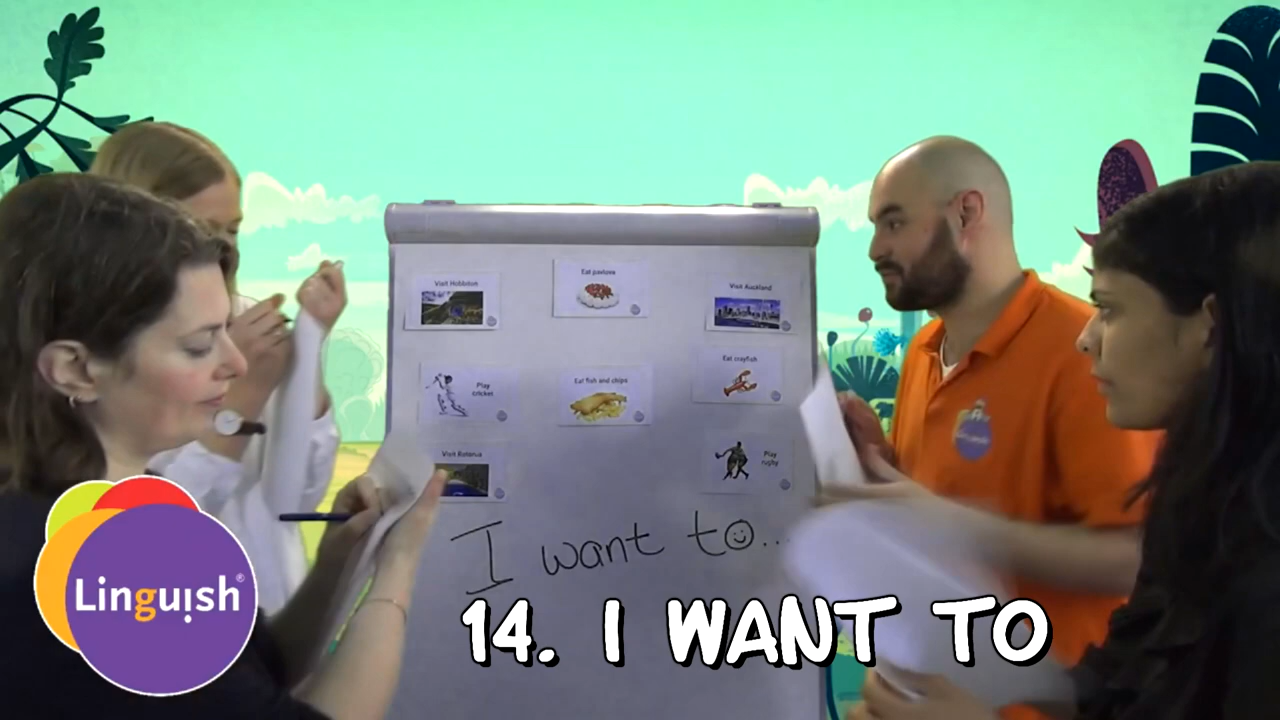 Visit Hobbiton
Eat pavlova
Visit Auckland
Play
cricket
Eat fish and chips
Eat crayfish
Visit Rotorua
Play
rugby
I want to...
Linguish®
14. I WANT TO